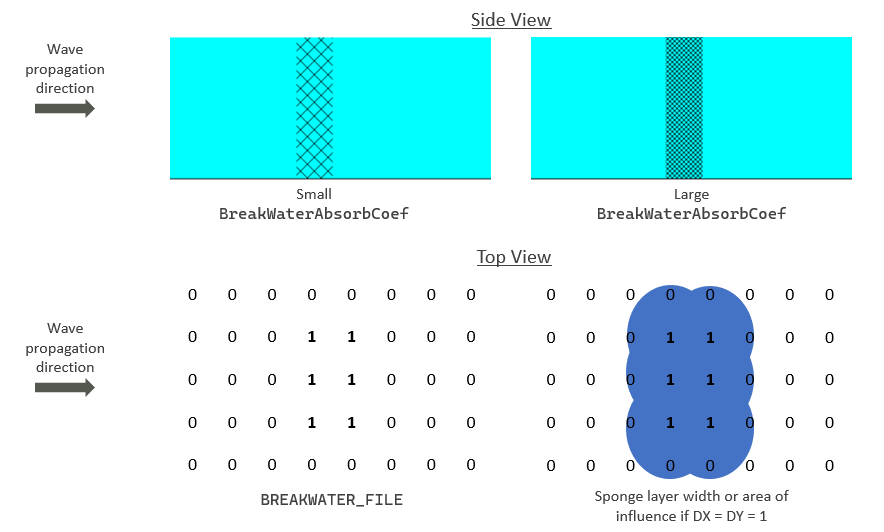 Side View
Wave
propagation
direction
Small
BreakWaterAbsorbCoef
Large
BreakWaterAbsorbCoef
Top View
Wave
propagation
direction
0 0 0 0 0 0 0 0
0 0 0 1 1 0 0 0
0 0 0 1 1 0 0 0
0 0 0 1 1 0 0 0
0 0 0 0 0 0 0 0
BREAKWATER_FILE
0 0 0 0 0 0 0 0
0 0 0 1 1 0 0 0
0 0 0 1 1 0 0 0
0 0 0 1 1 0 0 0
0 0 0 0 0 0 0 0
Sponge layer width or area of
influence if DX = DY = 1